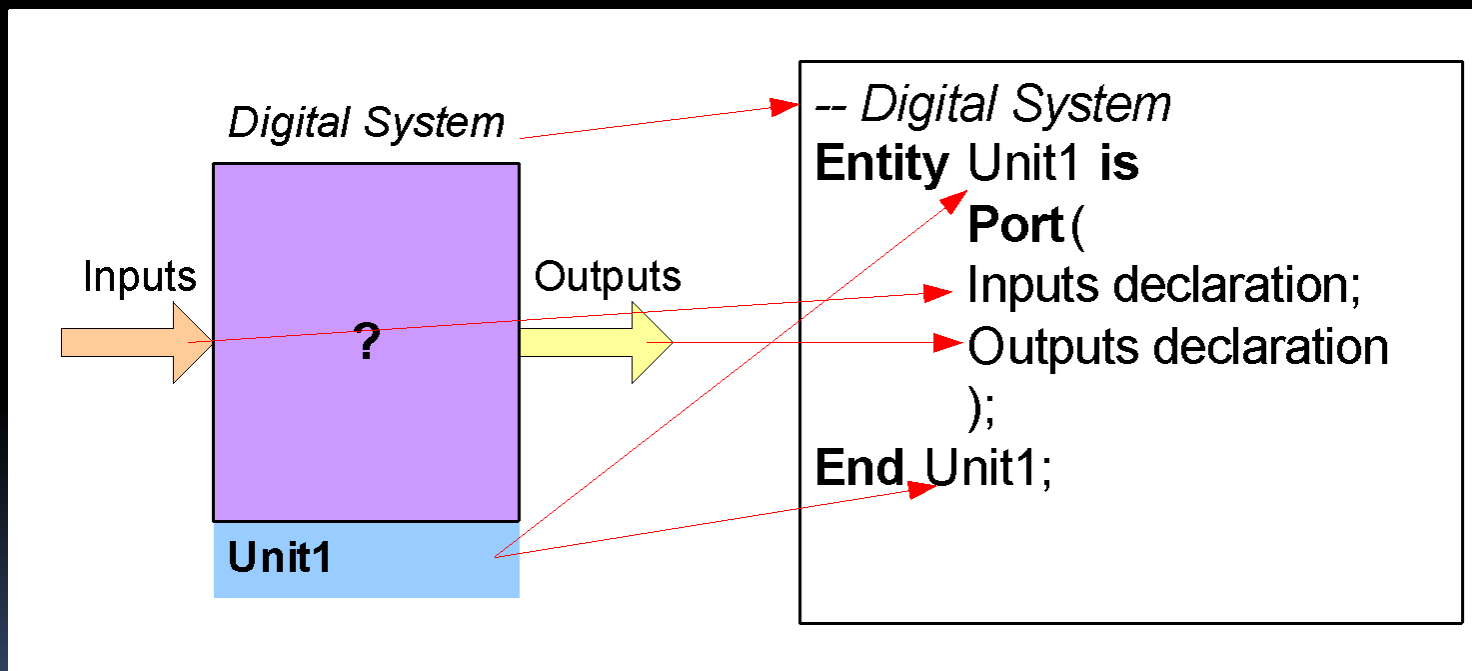 Digital System
Inputs
?
Outputs
Unit1
-- Digital System
Entity Unit1 is
Port(
Inputs declaration;
Outputs declaration
);
End Unit1;